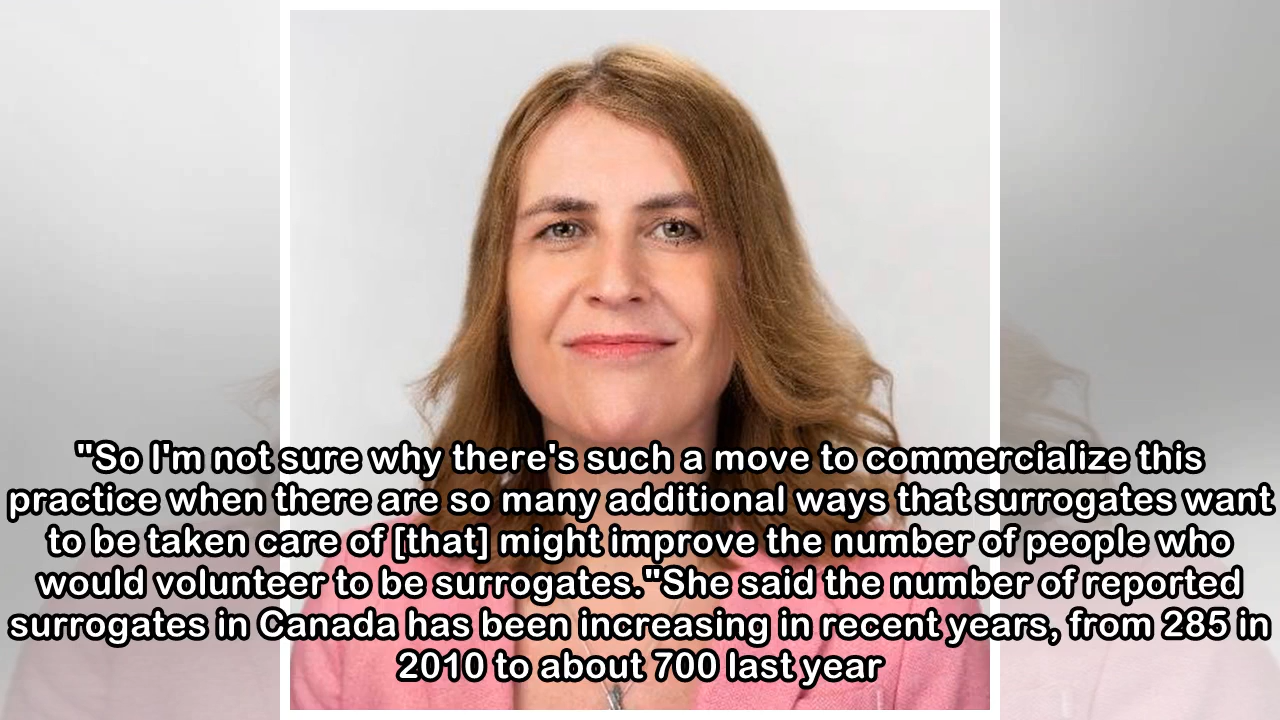 "So I'm not sure why there's such a move to commercialize this
practice when there are so many additional ways that surrogates want
to be taken care of [that] might improve the number of people who
would volunteer to be surrogates."She said the number of reported
surrogates in Canada has been increasing in recent years, from 285 in
2010 to about 700 last year